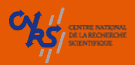 CNRS
CENTRE NATIONAL
DE LA RECHERCHE
SCIENTIFIQUE